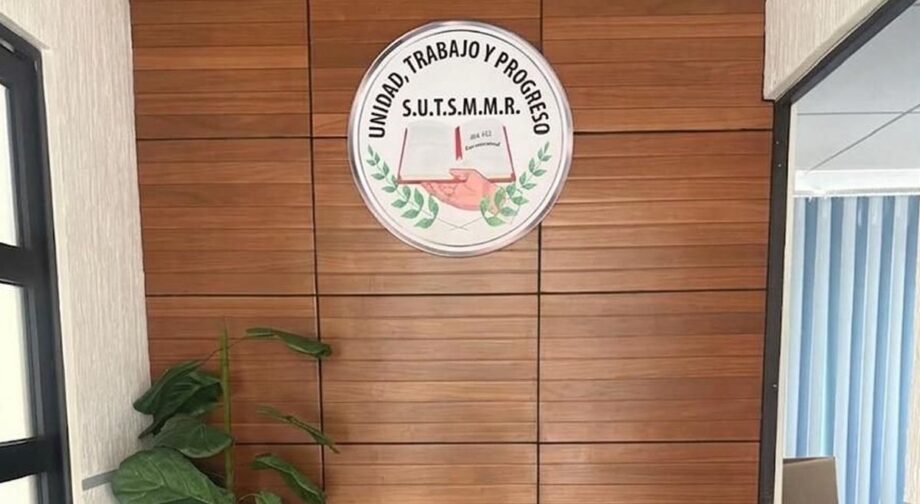 UNIDAD, TRABAJO Y PROGRESO
S.U.T.S.M.M.R.